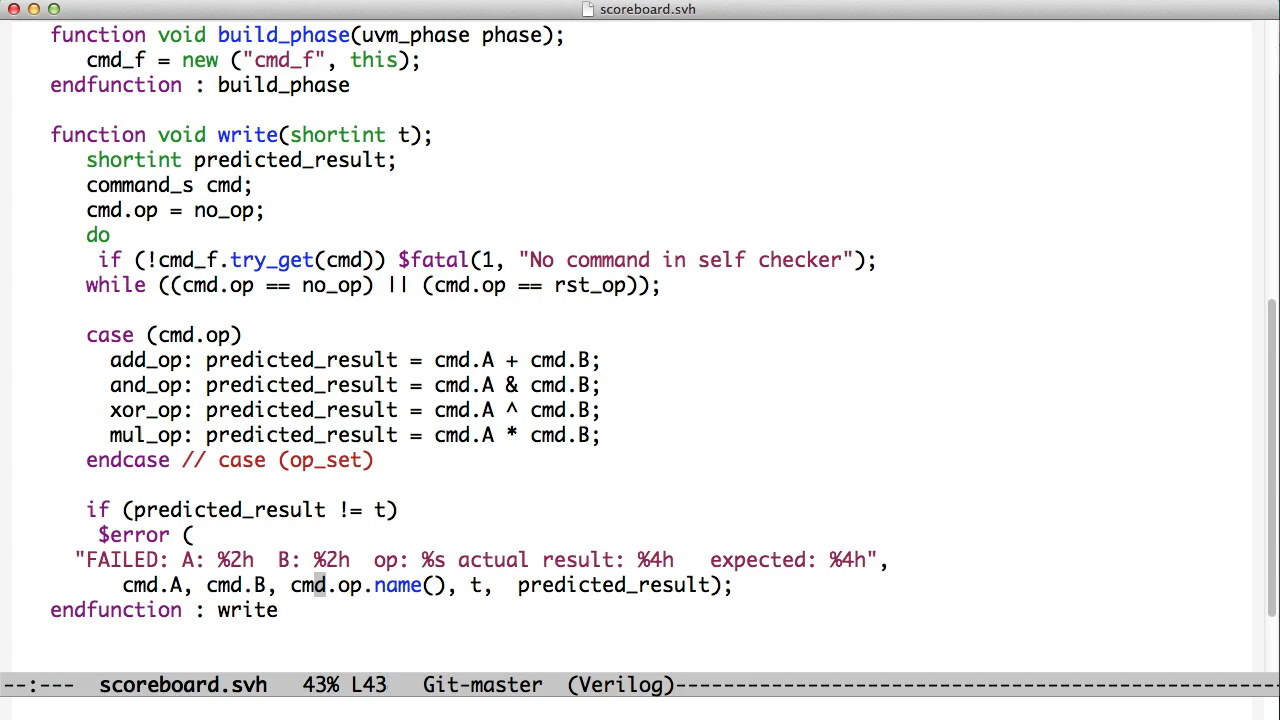 scoreboard.svh
function void build_phase(uvm_phase phase);
cmd_f = new ("cmd_f", this);
endfunction : build_phase
function void write(shortint t);
shortint predicted_result;
command_s cmd;
cmd.op = no_op;
do
if (!cmd_f.try_get(cmd)) $fatal(1, "No command in self checker");
while ((cmd.op == no_op) || (cmd.op == rst_op));
case (cmd.op)
add_op: predicted_result = cmd.A + cmd.B;
and_op: predicted_result = cmd.A & cmd.B;
xor_op: predicted_result = cmd.A ^ cmd.B;
mul_op: predicted_result = cmd.A * cmd.B;
endcase // case (op_set)
if (predicted_result != t)
$error (
"FAILED: A: %2h  B: %2h  op: %s actual result: %4h   expected: %4h",
cmd.A, cmd.B, cmd.op.name(), t,  predicted_result);
endfunction : write
--:---  scoreboard.svh   43% L43   Git-master  (Verilog)--------------------------------------------------